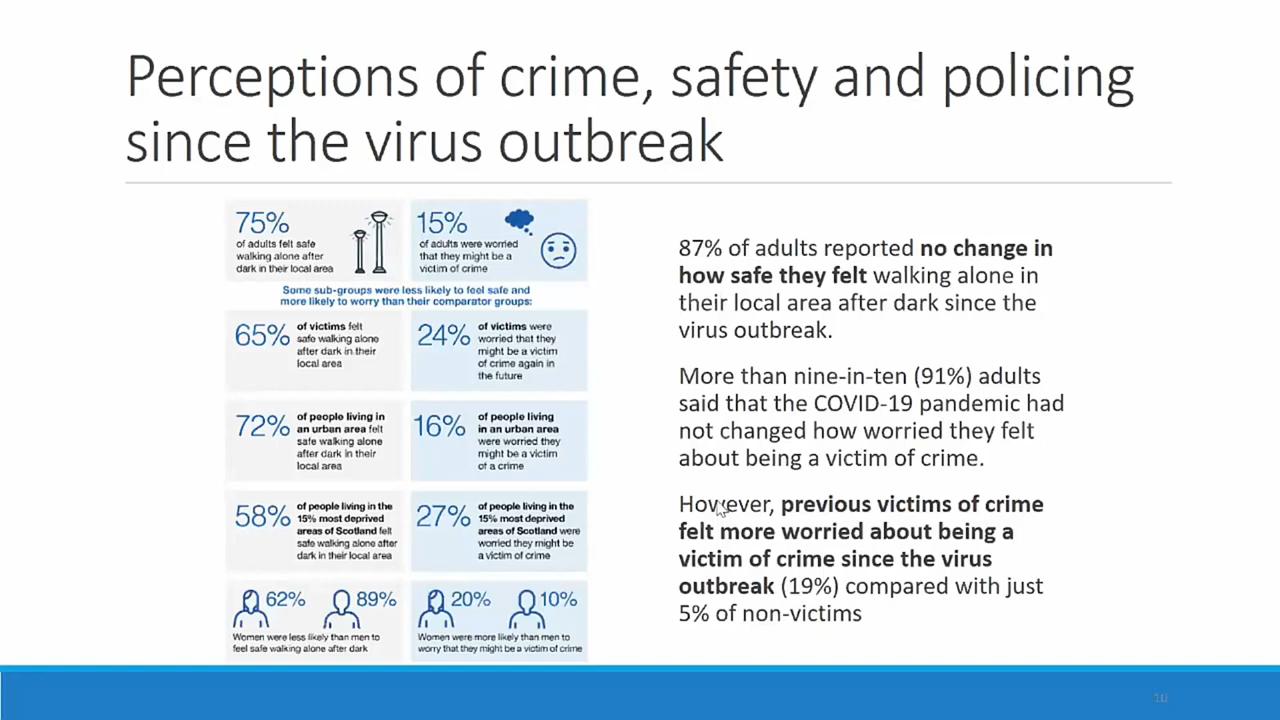 Perceptions of crime, safety and policing
since the virus outbreak
75%
of adults felt safe
walking alone after
dark in their local area
15%
of adults were worried
that they might be a
victim of crime
Some sub-groups were less likely to feel safe and
more likely to worry than their comparator groups:
65%
of victims felt
safe walking alone
after dark in their
local area
24%
of victims were
worried that they
might be a victim
of crime again in
the future
72%
of people living in
an urban area felt
safe walking alone
after dark in their
local area
16%
of people living
in an urban area
were worried they
might be a victim
of a crime
58%
of people living in the
15% most deprived
areas of Scotland felt
safe walking alone after
dark in their local area
27%
of people living in the
15% most deprived
areas of Scotland were
worried they might be
a victim of crime
62%
89%
Women were less likely than men to
feel safe walking alone after dark
20%
10%
Women were more likely than men to
worry that they might be a victim of crime
87% of adults reported no change in
how safe they felt walking alone in
their local area after dark since the
virus outbreak.
More than nine-in-ten (91%) adults
said that the COVID-19 pandemic had
not changed how worried they felt
about being a victim of crime.
However, previous victims of crime
felt more worried about being a
victim of crime since the virus
outbreak (19%) compared with just
5% of non-victims
10